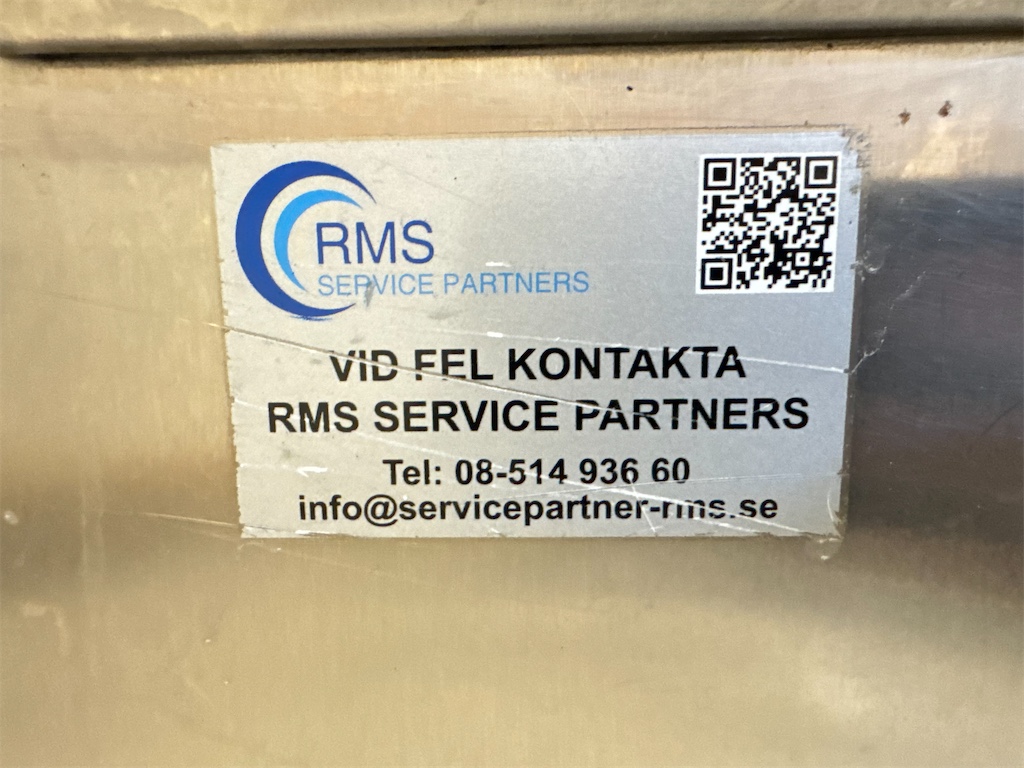 RMS
SERVICE PARTNERS
VID FEL KONTAKTA
RMS SERVICE PARTNERS
Tel: 08-514 936 60
info@servicepartner-rms.se